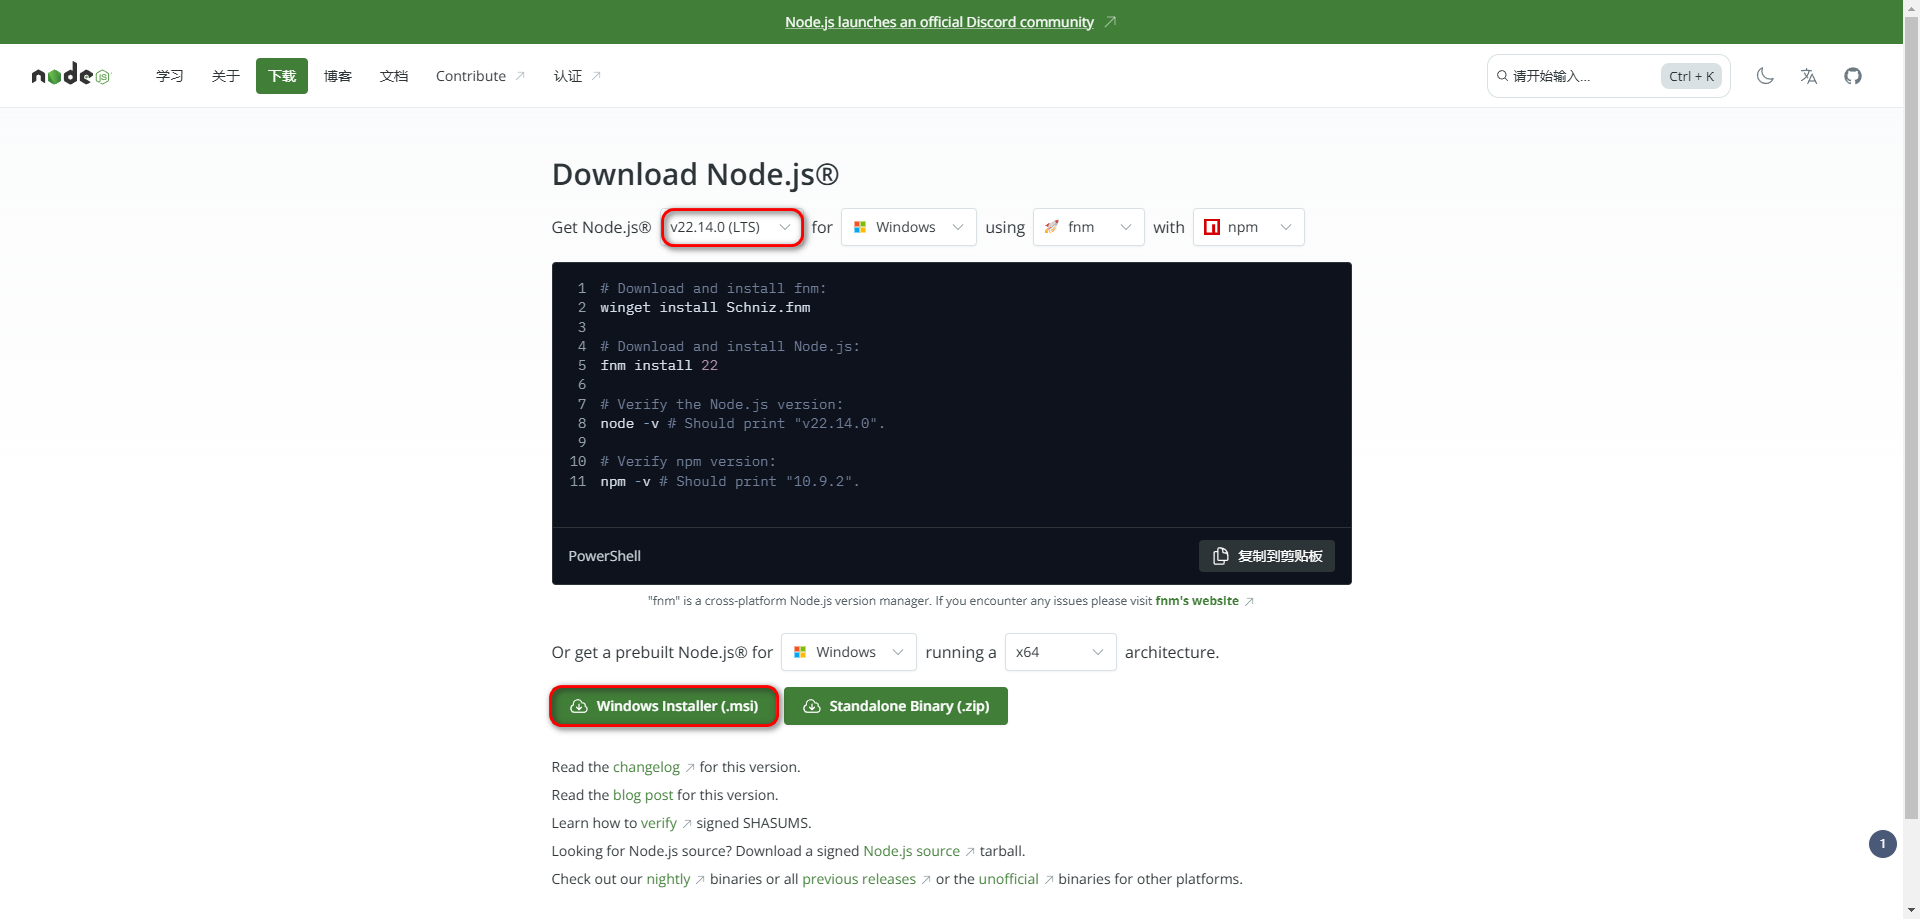 Node.js launches an official Discord community
node JS 学习 关于 下载 博客 文档 Contribute 认证 请开始输入... Ctrl + K
Download Node.js®
Get Node.js® v22.14.0 (LTS) for Windows using fnm with npm
1 # Download and install fnm:
2 winget install Schniz.fnm
3
4 # Download and install Node.js:
5 fnm install 22
6
7 # Verify the Node.js version:
8 node -v # Should print "v22.14.0".
9
10 # Verify npm version:
11 npm -v # Should print "10.9.2".
PowerShell 复制到剪贴板
"fnm" is a cross-platform Node.js version manager. If you encounter any issues please visit fnm's website
Or get a prebuilt Node.js® for Windows running a x64 architecture.
Windows Installer (.msi) Standalone Binary (.zip)
Read the changelog for this version.
Read the blog post for this version.
Learn how to verify signed SHASUMS.
1
Looking for Node.js source? Download a signed Node.js source tarball.
Check out our nightly binaries or all previous releases or the unofficial binaries for other platforms.